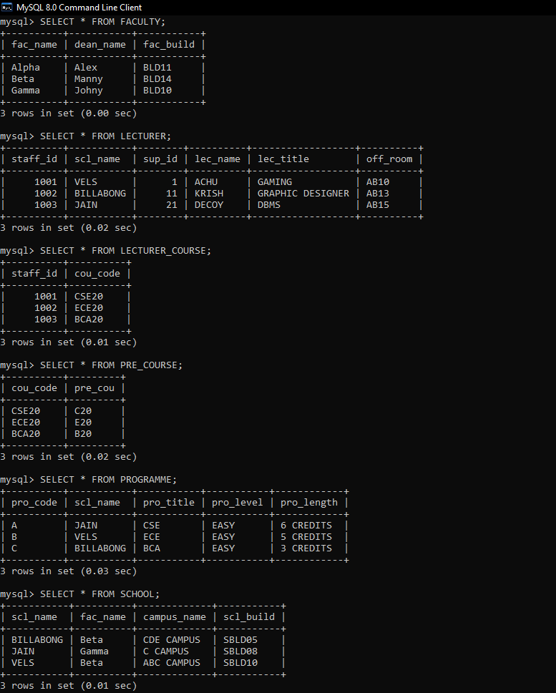 MySQL 8.0 Command Line Client
mysql> SELECT * FROM FACULTY;
+----------+-----------+-----------+
| fac_name | dean_name | fac_build |
+----------+-----------+-----------+
| Alpha    | Alex      | BLD11     |
| Beta     | Manny     | BLD14     |
| Gamma    | Johny     | BLD10     |
+----------+-----------+-----------+
3 rows in set (0.00 sec)
mysql> SELECT * FROM LECTURER;
+----------+-----------+--------+----------+------------------+----------+
| staff_id | scl_name  | sup_id | lec_name | lec_title        | off_room |
+----------+-----------+--------+----------+------------------+----------+
|     1001 | VELS      |      1 | ACHU     | GAMING           | AB10     |
|     1002 | BILLABONG |     11 | KRISH    | GRAPHIC DESIGNER | AB13     |
|     1003 | JAIN      |     21 | DECOY    | DBMS             | AB15     |
+----------+-----------+--------+----------+------------------+----------+
3 rows in set (0.02 sec)
mysql> SELECT * FROM LECTURER_COURSE;
+----------+----------+
| staff_id | cou_code |
+----------+----------+
|     1001 | CSE20    |
|     1002 | ECE20    |
|     1003 | BCA20    |
+----------+----------+
3 rows in set (0.01 sec)
mysql> SELECT * FROM PRE_COURSE;
+----------+---------+
| cou_code | pre_cou |
+----------+---------+
| CSE20    | C20     |
| ECE20    | E20     |
| BCA20    | B20     |
+----------+---------+
3 rows in set (0.02 sec)
mysql> SELECT * FROM PROGRAMME;
+----------+-----------+-----------+-----------+------------+
| pro_code | scl_name  | pro_title | pro_level | pro_length |
+----------+-----------+-----------+-----------+------------+
| A        | JAIN      | CSE       | EASY      | 6 CREDITS  |
| B        | VELS      | ECE       | EASY      | 5 CREDITS  |
| C        | BILLABONG | BCA       | EASY      | 3 CREDITS  |
+----------+-----------+-----------+-----------+------------+
3 rows in set (0.03 sec)
mysql> SELECT * FROM SCHOOL;
+-----------+----------+-------------+-----------+
| scl_name  | fac_name | campus_name | scl_build |
+-----------+----------+-------------+-----------+
| BILLABONG | Beta     | CDE CAMPUS  | SBLD05    |
| JAIN      | Gamma    | C CAMPUS    | SBLD08    |
| VELS      | Beta     | ABC CAMPUS  | SBLD10    |
+-----------+----------+-------------+-----------+
3 rows in set (0.01 sec)